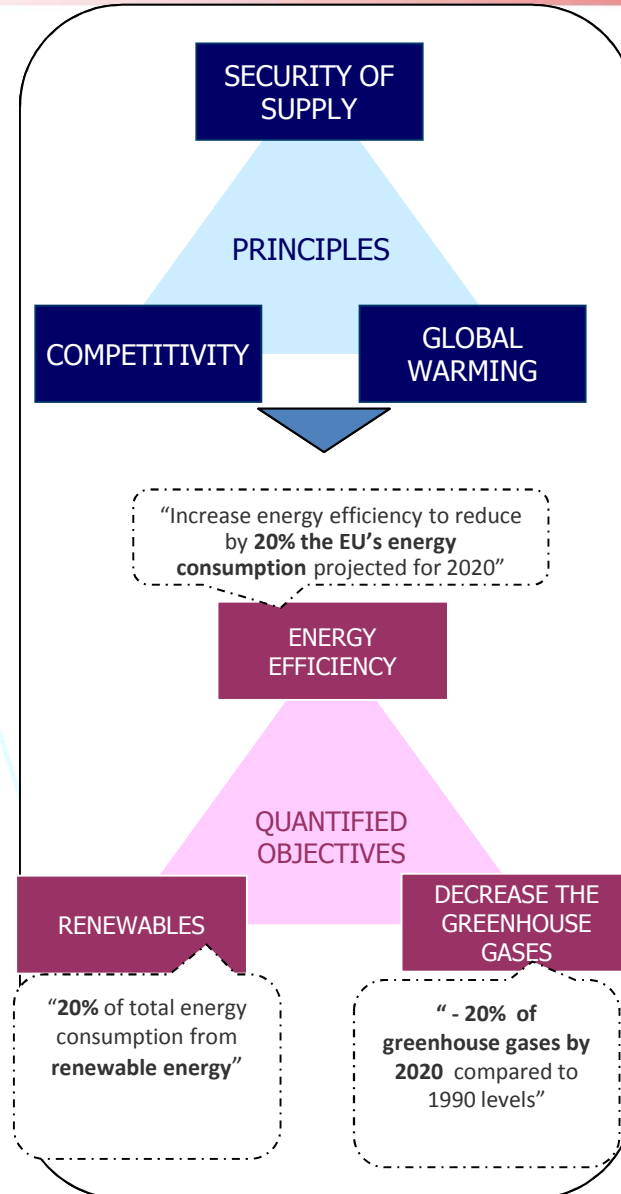 SECURITY OF
SUPPLY
PRINCIPLES
COMPETITIVITY
GLOBAL
WARMING
“Increase energy efficiency to reduce
by 20% the EU’s energy
consumption projected for 2020”
ENERGY
EFFICIENCY
QUANTIFIED
OBJECTIVES
RENEWABLES
DECREASE THE
GREENHOUSE
GASES
“20% of total energy
consumption from
renewable energy”
“ - 20% of
greenhouse gases by
2020 compared to
1990 levels”